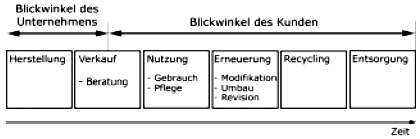 Blickwinkel des
Unternehmens
Blickwinkel des Kunden
Herstellung
Verkauf
- Beratung
Nutzung
- Gebrauch
- Pflege
Erneuerung
- Modifikation
- Umbau
- Revision
Recycling
Entsorgung
Zeit